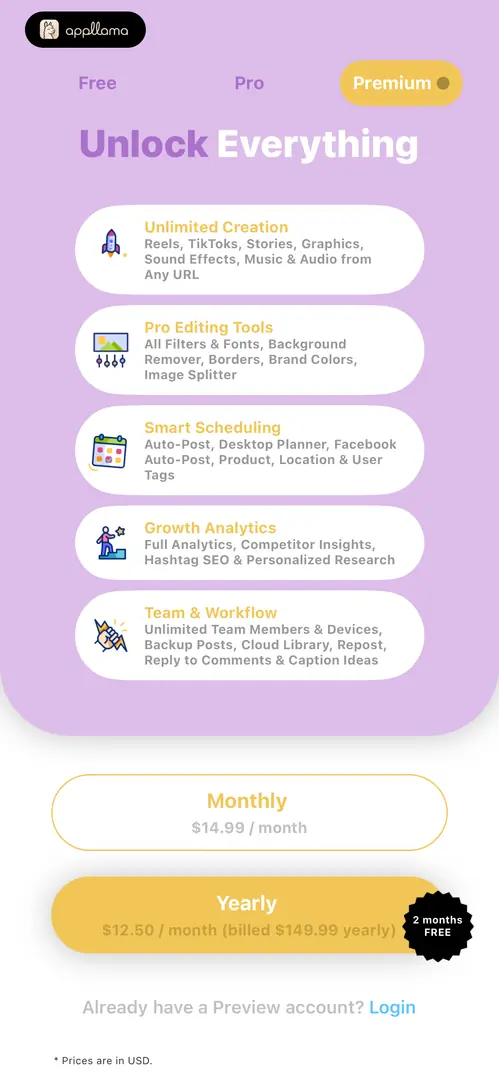 appllama
Free
Pro
Premium
Unlock Everything
Unlimited Creation
Reels, TikToks, Stories, Graphics,
Sound Effects, Music & Audio from
Any URL
Pro Editing Tools
All Filters & Fonts, Background
Remover, Borders, Brand Colors,
Image Splitter
Smart Scheduling
Auto-Post, Desktop Planner, Facebook
Auto-Post, Product, Location & User
Tags
Growth Analytics
Full Analytics, Competitor Insights,
Hashtag SEO & Personalized Research
Team & Workflow
Unlimited Team Members & Devices,
Backup Posts, Cloud Library, Repost,
Reply to Comments & Caption Ideas
Monthly
$14.99 / month
Yearly
$12.50 / month (billed $149.99 yearly)
2 months
FREE
Already have a Preview account? Login
* Prices are in USD.